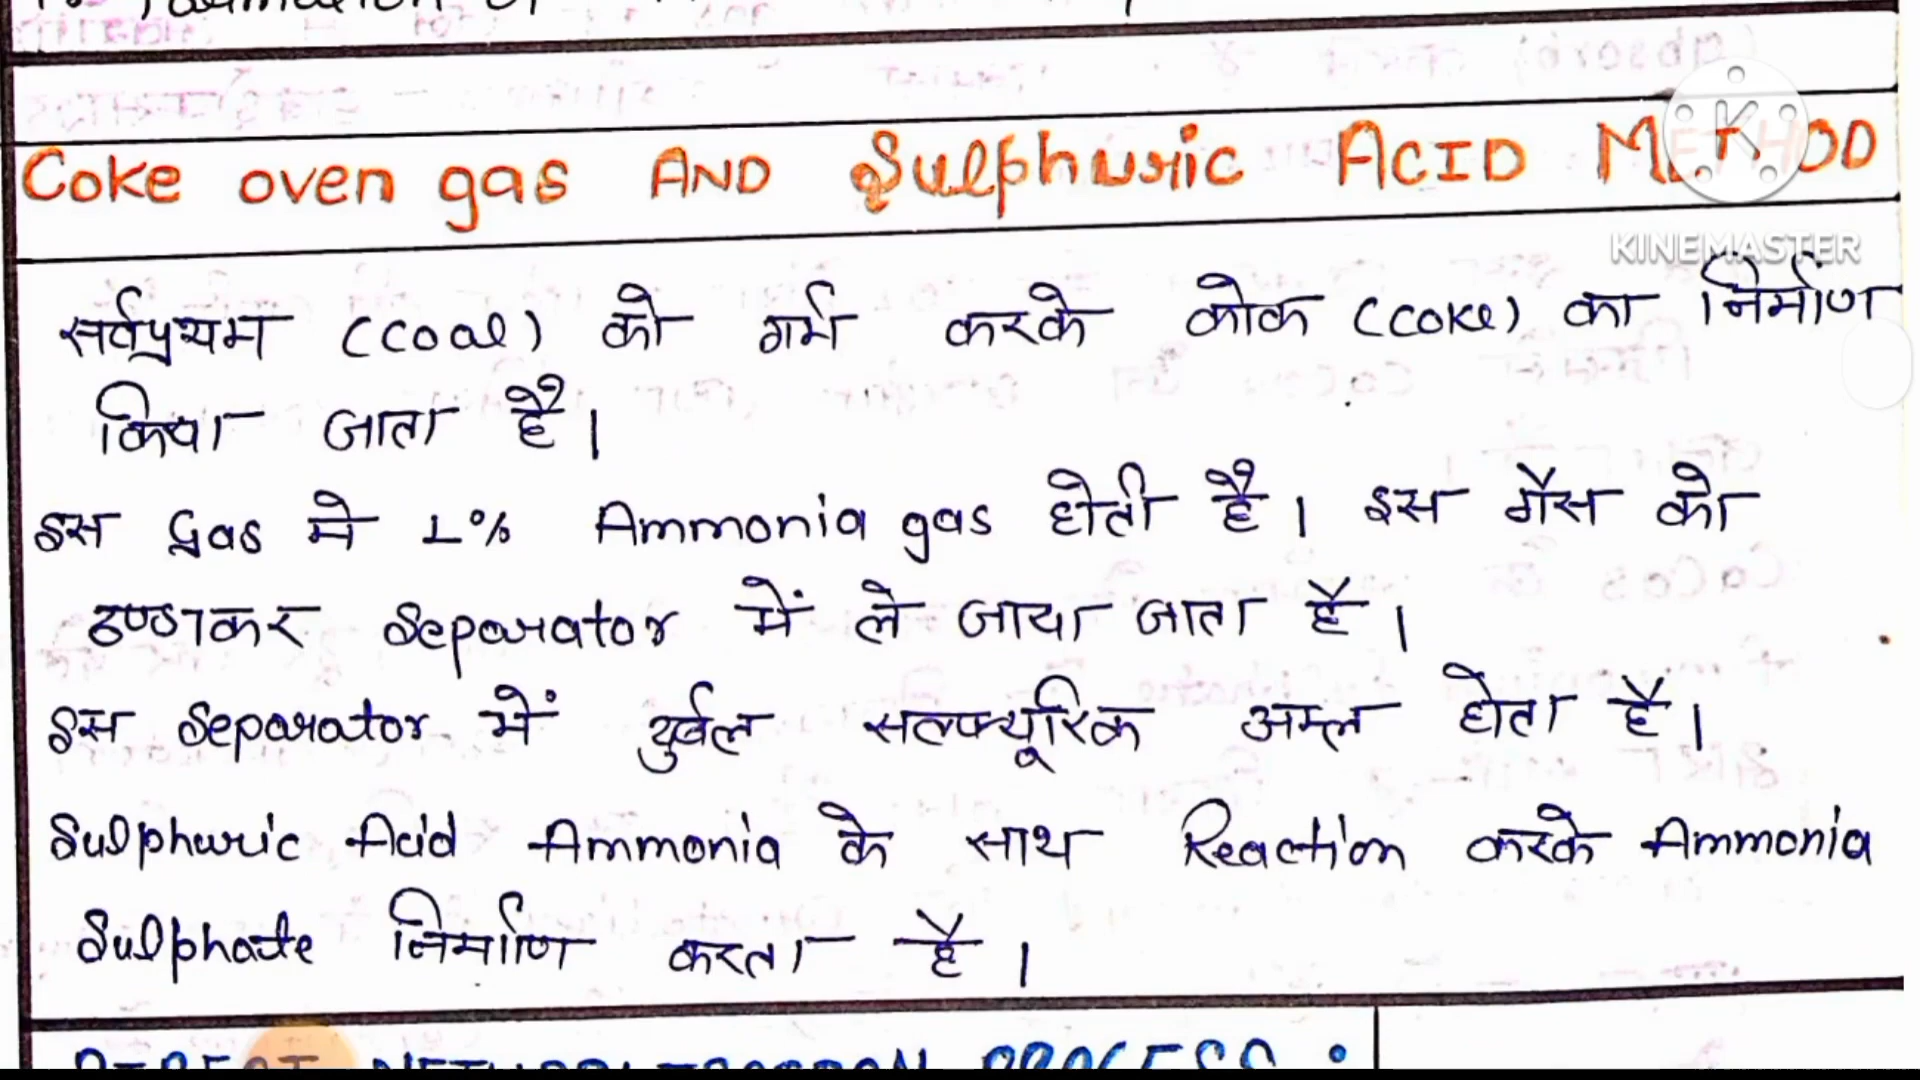 Coke oven gas AND Sulphuric ACID METHOD
KINEMASTER
सर्वप्रथम (coal) को गर्म करके कोक (coke) का निर्माण
किया जाता है।
इस Gas मे 1% Ammonia gas होती है। इस गैस को
ठण्ठाकर Separator में ले जाया जाता है।
इस Separator में दुर्बल सल्फ्यूरिक अम्ल होता है।
Sulphuric Acid Ammonia के साथ Reaction करके Ammonia
Sulphate निर्माण करता है।
PROCESS :